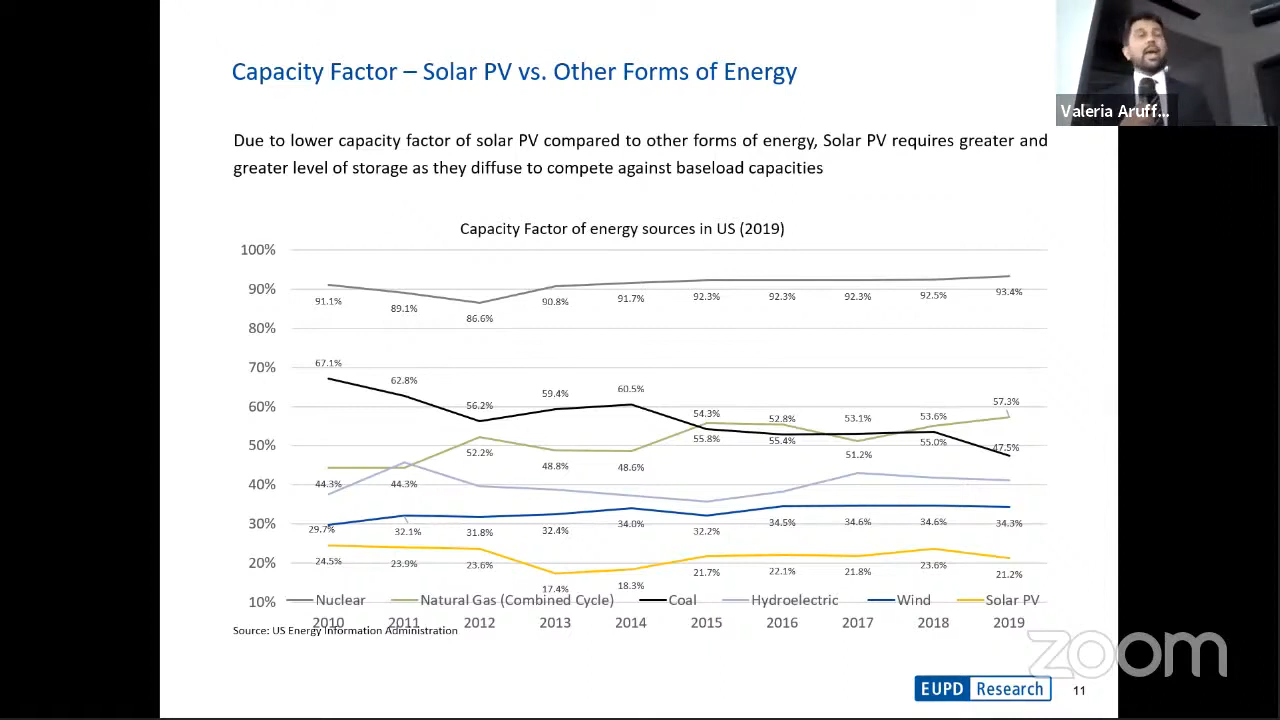 Capacity Factor – Solar PV vs. Other Forms of Energy
Valeria Aruff...
Due to lower capacity factor of solar PV compared to other forms of energy, Solar PV requires greater and
greater level of storage as they diffuse to compete against baseload capacities
Capacity Factor of energy sources in US (2019)
100%
90%
80%
70%
60%
50%
40%
30%
20%
10%
91.1% 89.1% 86.6% 90.8% 91.7% 92.3% 92.3% 92.3% 92.5% 93.4%
67.1% 62.8% 56.2% 59.4% 60.5% 54.3% 52.8% 53.1% 53.6% 57.3%
44.3% 44.3% 52.2% 48.8% 48.6% 55.8% 55.4% 51.2% 55.0% 47.5%
29.7% 32.1% 31.8% 32.4% 34.0% 32.2% 34.5% 34.6% 34.6% 34.3%
24.5% 23.9% 23.6% 17.4% 18.3% 21.7% 22.1% 21.8% 23.6% 21.2%
Nuclear Natural Gas (Combined Cycle) Coal Hydroelectric Wind Solar PV
2010 2011 2012 2013 2014 2015 2016 2017 2018 2019
Source: US Energy Information Administration
zoom
EUPD Research 11